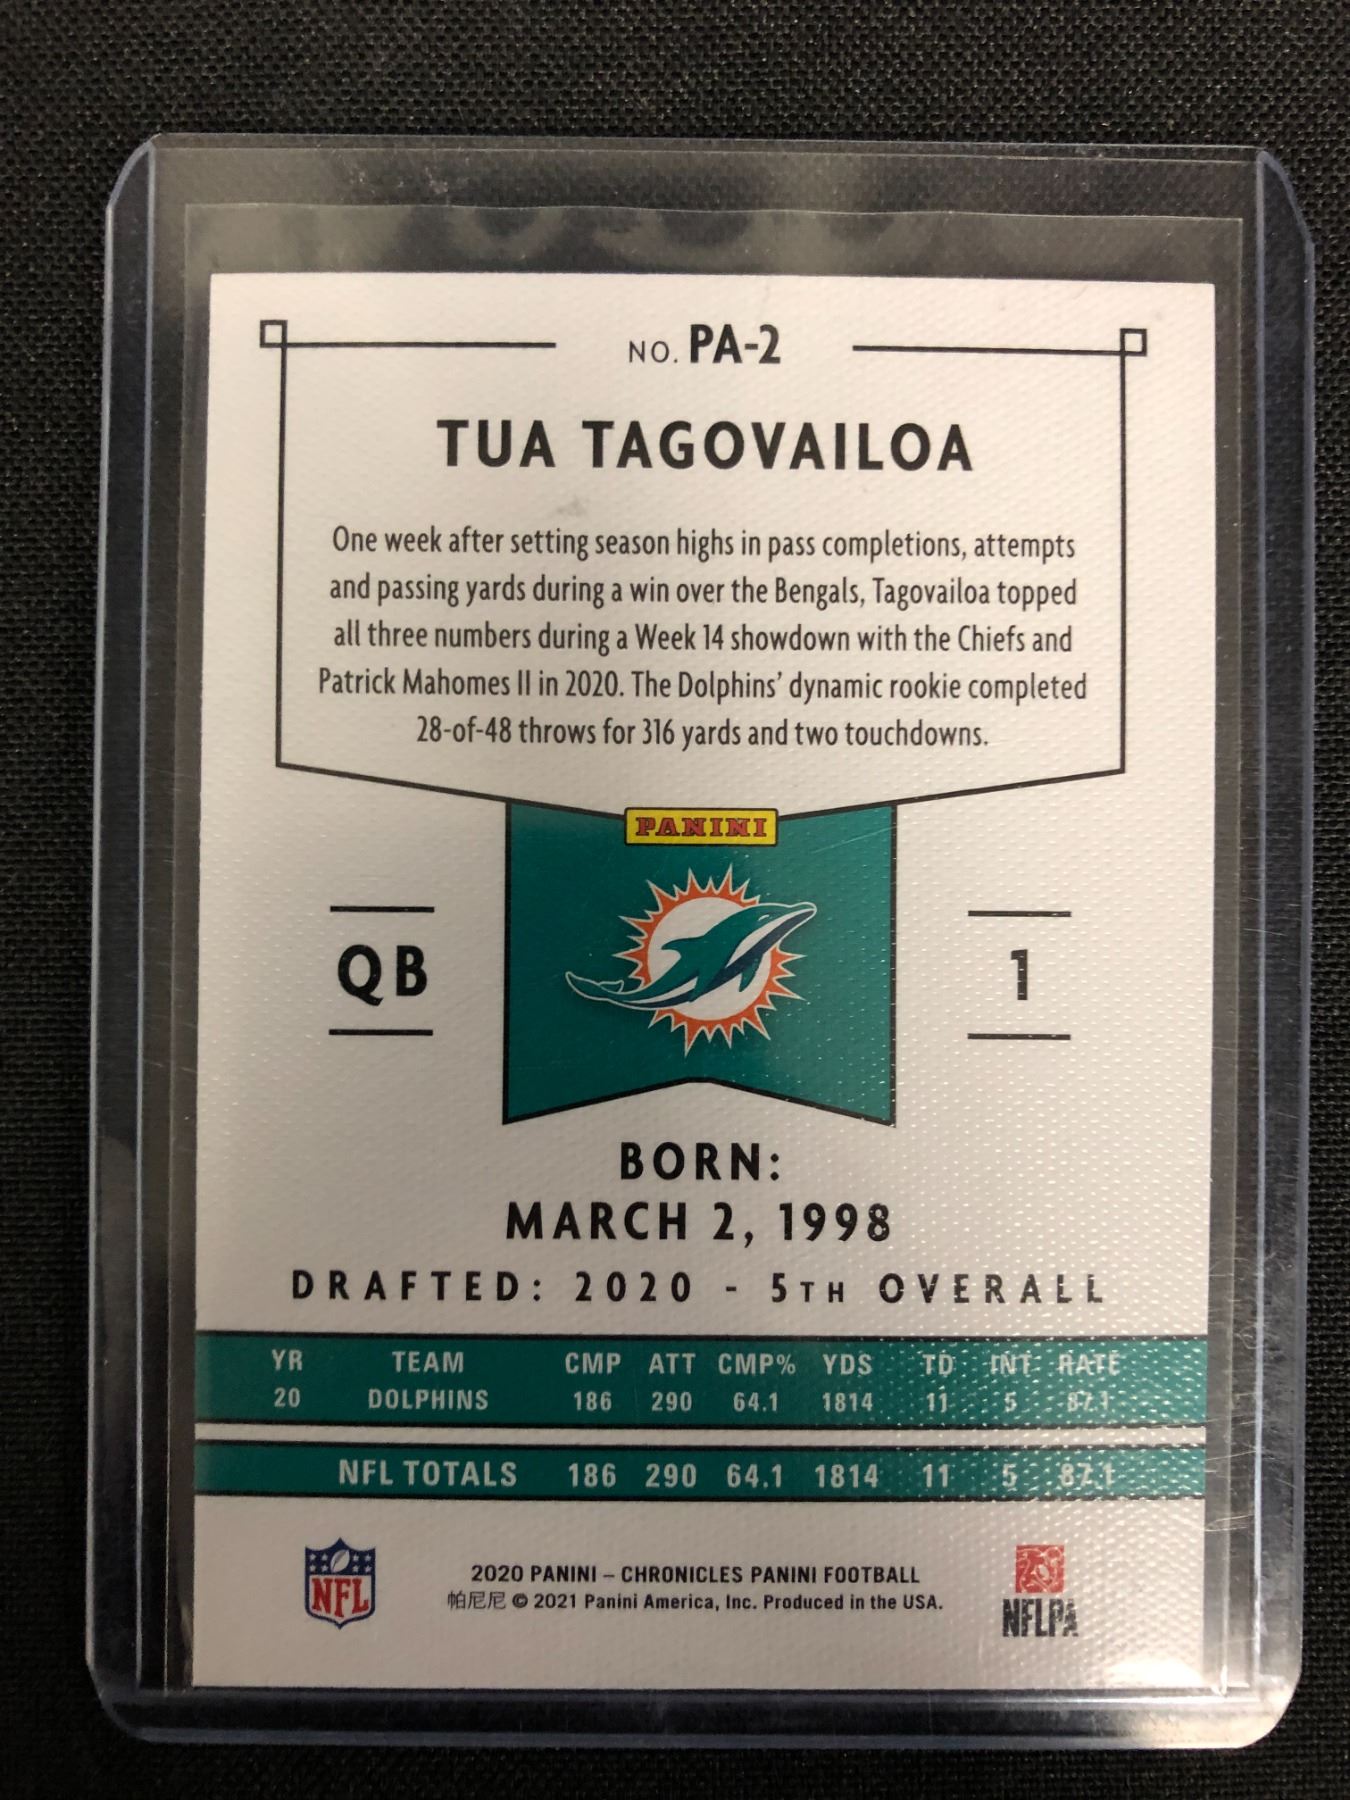 NO. PA-2
TUA TAGOVAILOA
One week after setting season highs in pass completions, attempts
and passing yards during a win over the Bengals, Tagovailoa topped
all three numbers during a Week 14 showdown with the Chiefs and
Patrick Mahomes II in 2020. The Dolphins' dynamic rookie completed
28-of-48 throws for 316 yards and two touchdowns.
PANINI
QB
1
BORN:
MARCH 2, 1998
DRAFTED: 2020 - 5TH OVERALL
YR TEAM CMP ATT CMP% YDS TD INT RATE
20 DOLPHINS 186 290 64.1 1814 11 5 87.1
NFL TOTALS 186 290 64.1 1814 11 5 87.1
NFL
2020 PANINI – CHRONICLES PANINI FOOTBALL
帕尼尼 © 2021 Panini America, Inc. Produced in the USA.
NFLPA